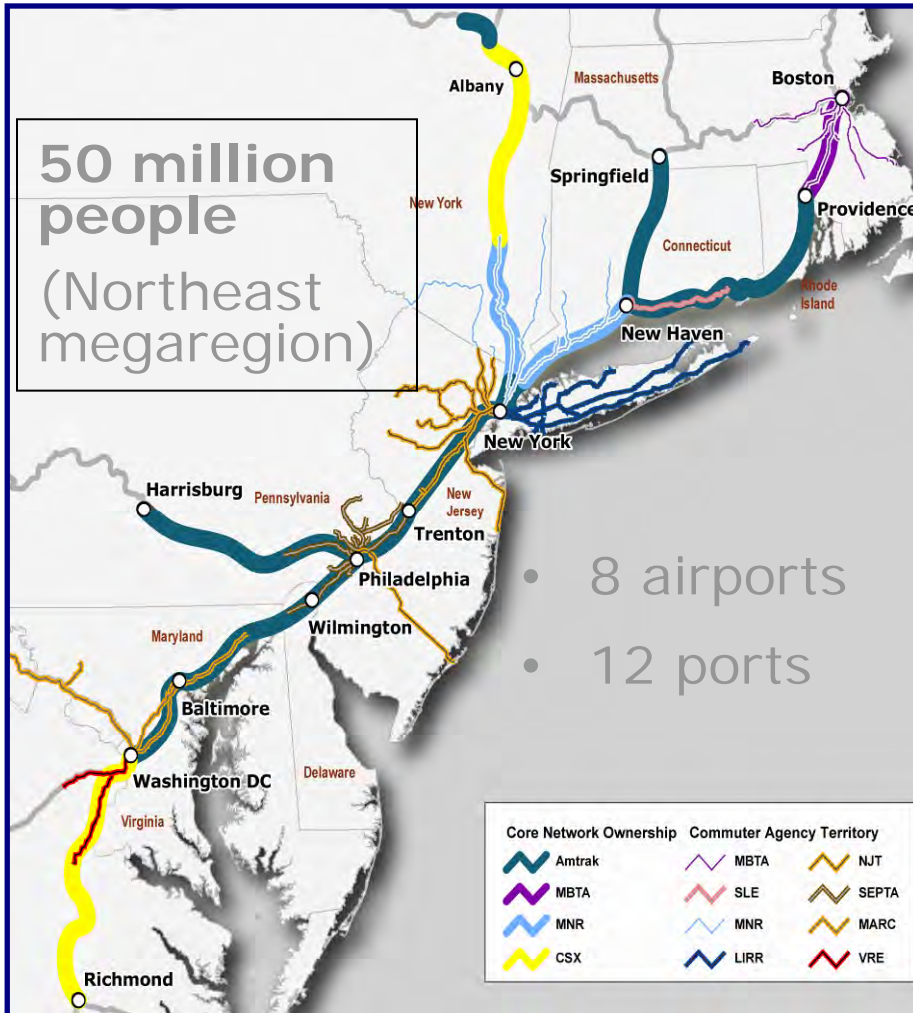 Albany
Massachusetts
Boston
50 million
people
(Northeast
megaregion)
New York
Springfield
Providence
Connecticut
Rhode
Island
New Haven
New York
Harrisburg
Pennsylvania
New
Jersey
Trenton
Philadelphia
• 8 airports
Wilmington
Maryland
• 12 ports
Baltimore
Washington DC
Delaware
Virginia
Richmond
Core Network Ownership Commuter Agency Territory
Amtrak MBTA NJT
MBTA SLE SEPTA
MNR MNR MARC
CSX LIRR VRE